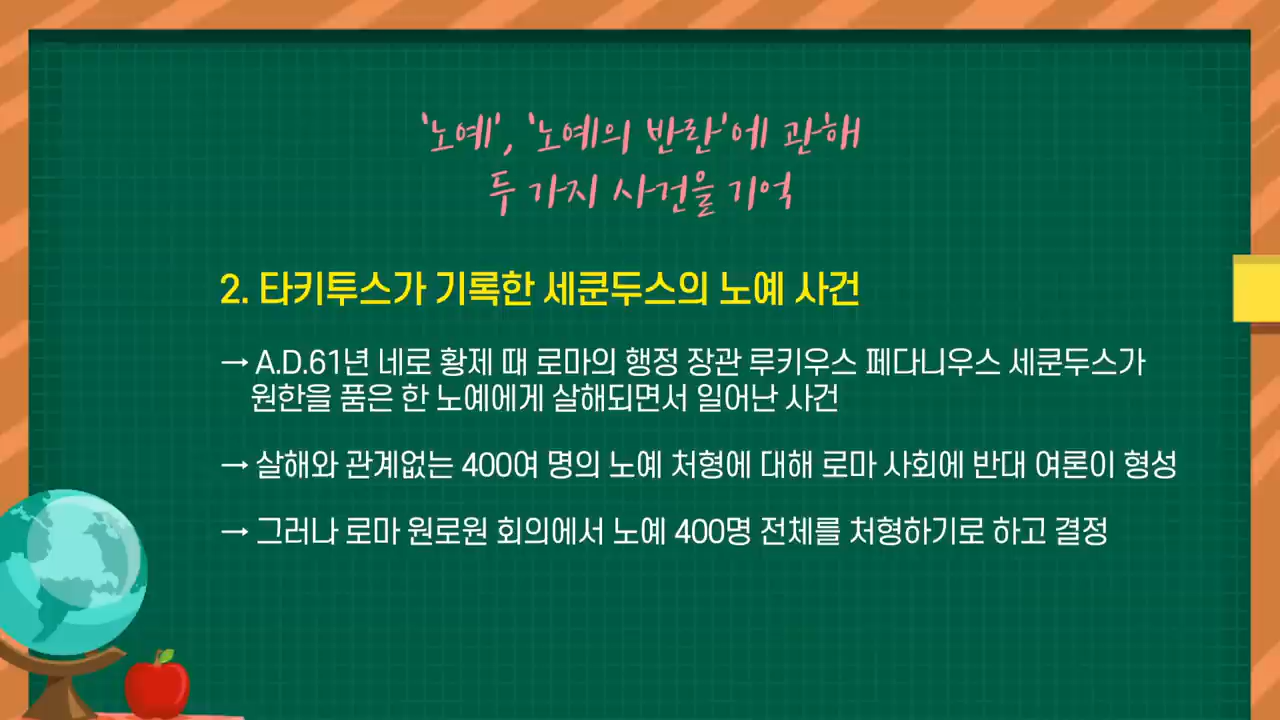 '노예', '노예의 반란'에 관해
두 가지 사건을 기억
2. 타키투스가 기록한 세쿤두스의 노예 사건
→ A.D.61년 네로 황제 때 로마의 행정 장관 루키우스 페다니우스 세쿤두스가
원한을 품은 한 노예에게 살해되면서 일어난 사건
→ 살해와 관계없는 400여 명의 노예 처형에 대해 로마 사회에 반대 여론이 형성
→ 그러나 로마 원로원 회의에서 노예 400명 전체를 처형하기로 하고 결정